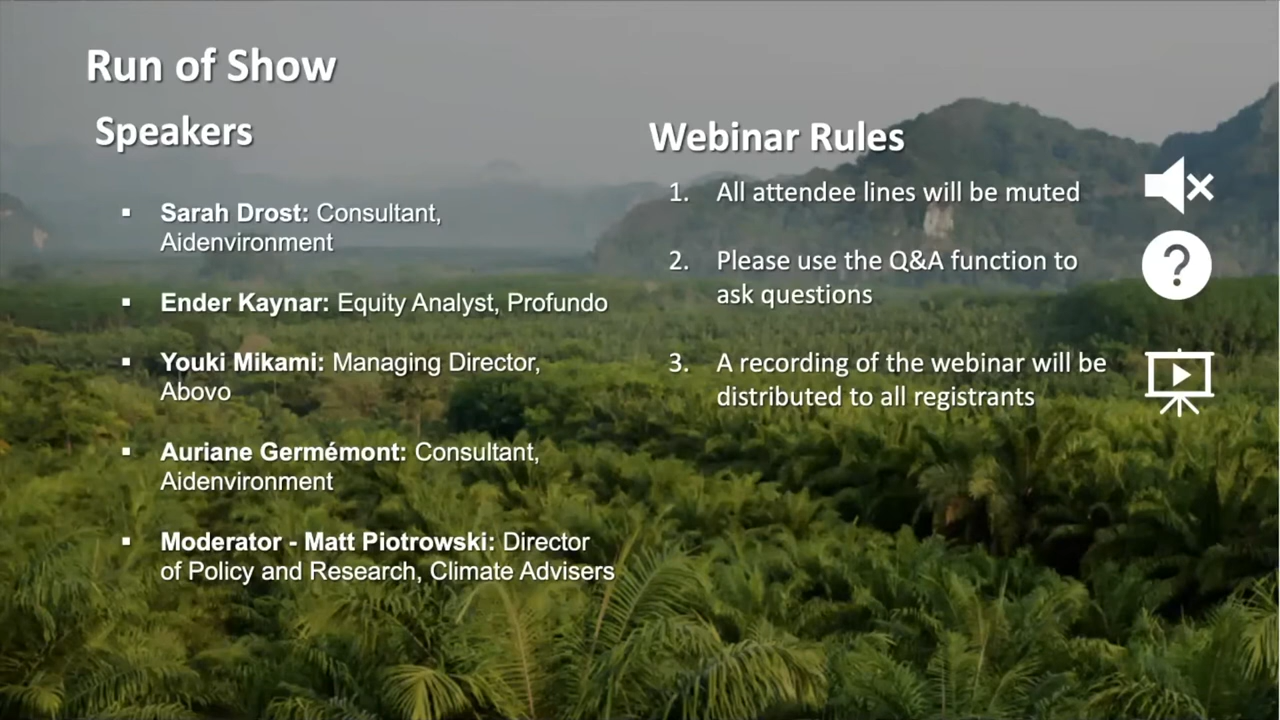 Run of Show
Speakers
▪ Sarah Drost: Consultant,
Aidenvironment
▪ Ender Kaynar: Equity Analyst, Profundo
▪ Youki Mikami: Managing Director,
Abovo
▪ Auriane Germémont: Consultant,
Aidenvironment
▪ Moderator - Matt Piotrowski: Director
of Policy and Research, Climate Advisers
Webinar Rules
1. All attendee lines will be muted
2. Please use the Q&A function to
ask questions
3. A recording of the webinar will be
distributed to all registrants